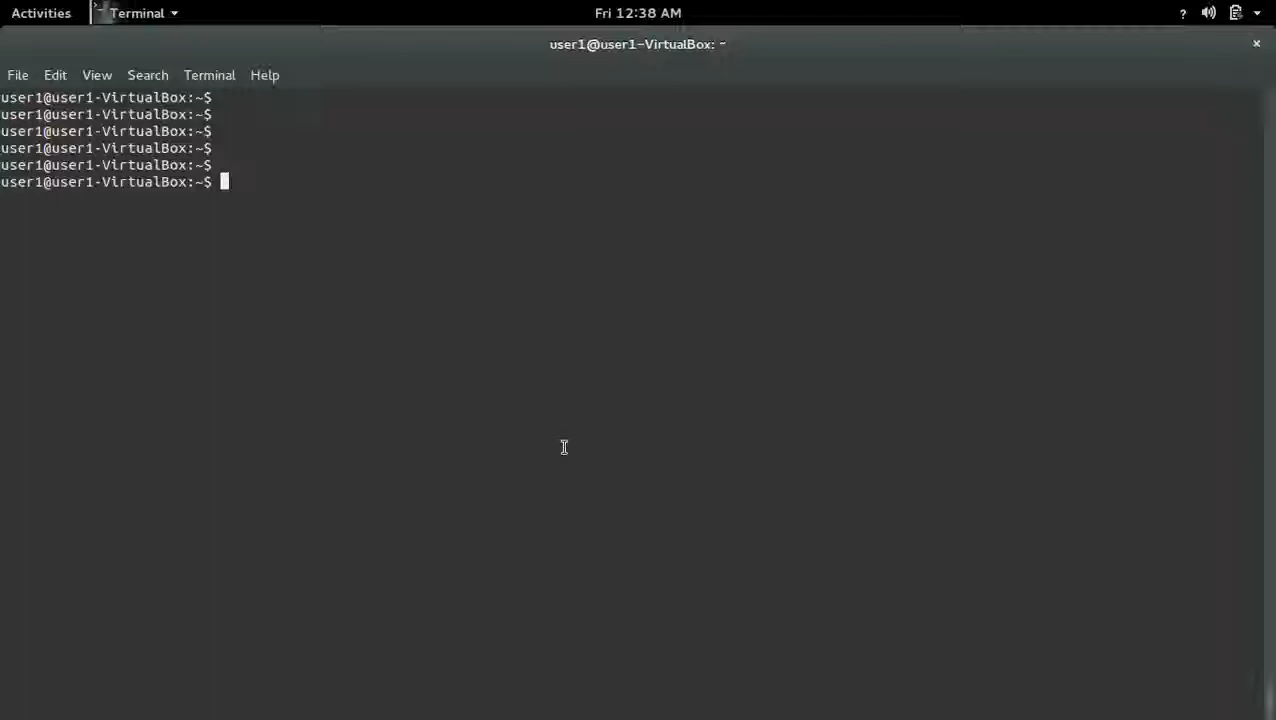 Activities Terminal Fri 12:38 AM ?
user1@user1-VirtualBox: ~ ×
File Edit View Search Terminal Help
user1@user1-VirtualBox:~$
user1@user1-VirtualBox:~$
user1@user1-VirtualBox:~$
user1@user1-VirtualBox:~$
user1@user1-VirtualBox:~$
user1@user1-VirtualBox:~$